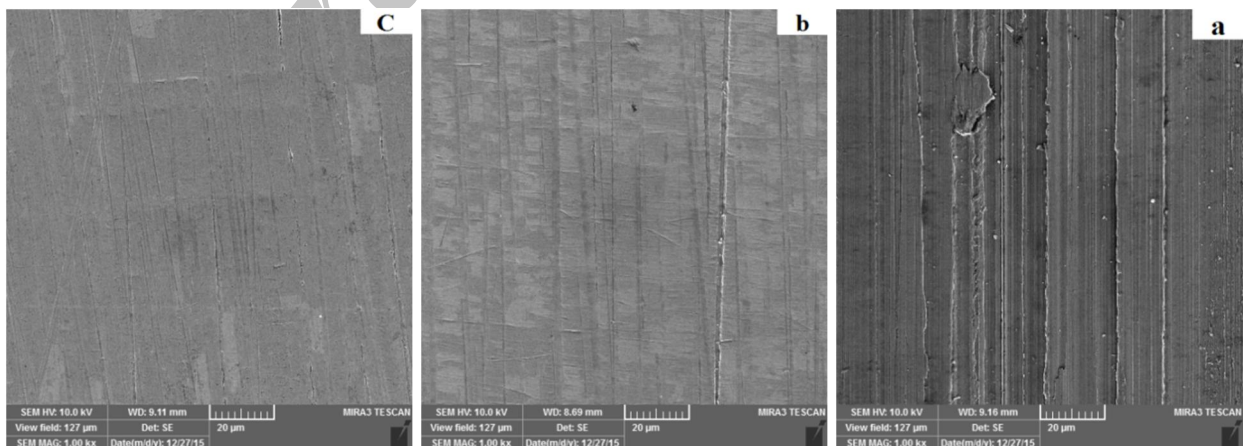 C
SEM HV: 10.0 kV WD: 9.11 mm MIRA3 TESCAN
View field: 127 µm Det: SE 20 µm
SEM MAG: 1.00 kx Date(m/d/y): 12/27/15
b
SEM HV: 10.0 kV WD: 8.69 mm MIRA3 TESCAN
View field: 127 µm Det: SE 20 µm
SEM MAG: 1.00 kx Date(m/d/y): 12/27/15
a
SEM HV: 10.0 kV WD: 9.16 mm MIRA3 TESCAN
View field: 127 µm Det: SE 20 µm
SEM MAG: 1.00 kx Date(m/d/y): 12/27/15